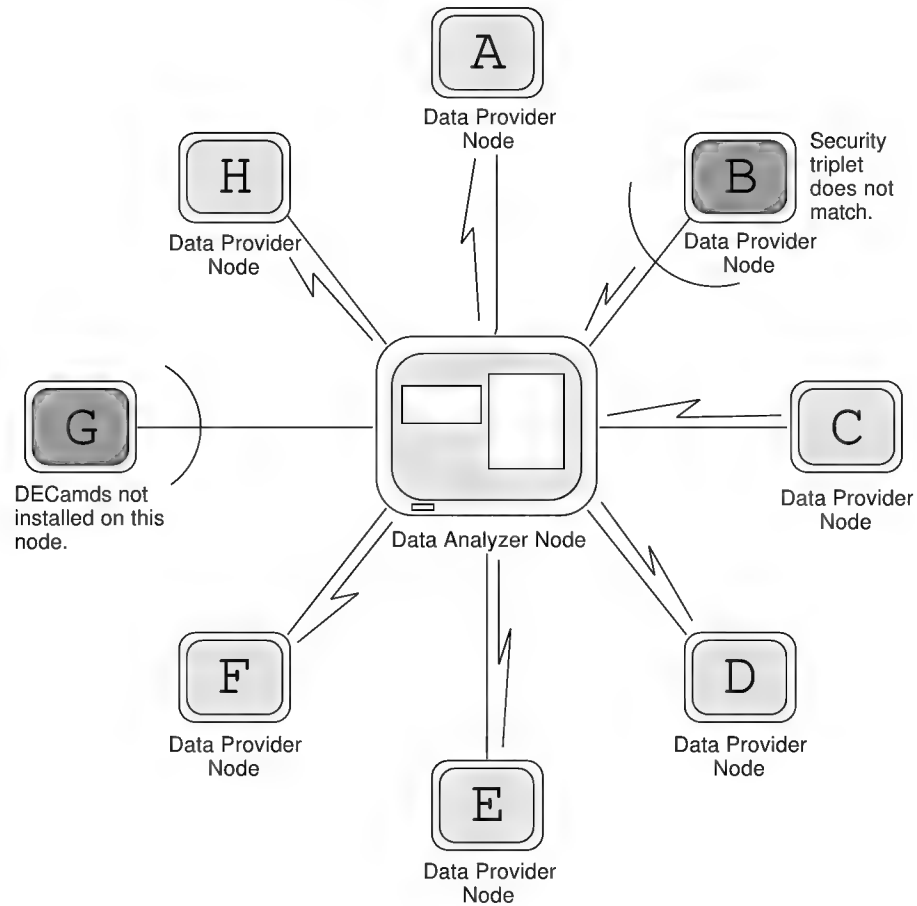 A
Data Provider
Node
H
Data Provider
Node
B
Security
triplet
does not
match.
Data Provider
Node
G
DECamds not
installed on this
node.
C
Data Provider
Node
Data Analyzer Node
F
Data Provider
Node
D
Data Provider
Node
E
Data Provider
Node